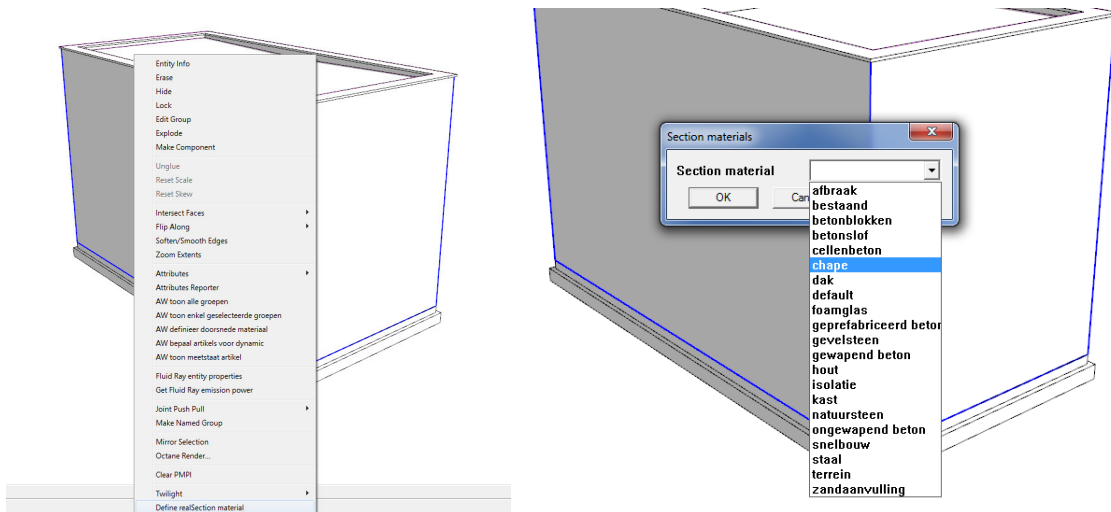 Entity Info
Erase
Hide
Lock
Edit Group
Explode
Make Component
Unglue
Reset Scale
Reset Skew
Intersect Faces
Flip Along
Soften/Smooth Edges
Zoom Extents
Attributes
Attributes Reporter
AW toon alle groepen
AW toon enkel geselecteerde groepen
AW definieer doorsnede materiaal
AW bepaal artikels voor dynamic
AW toon meetstaat artikel
Fluid Ray entity properties
Get Fluid Ray emission power
Joint Push Pull
Make Named Group
Mirror Selection
Octane Render...
Clear PMPI
Twilight
Define realSection material
Section materials
Section material
OK
Can
afbraak
bestaand
betonblokken
betonslof
cellenbeton
chape
dak
default
foamglas
geprefabriceerd beton
gevelsteen
gewapend beton
hout
isolatie
kast
natuursteen
ongewapend beton
snelbouw
staal
terrein
zandaanvulling